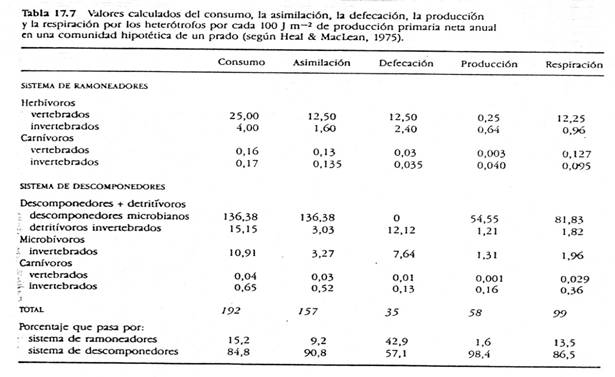 Tabla 17.7 Valores calculados del consumo, la asimilación, la defecación, la producción
y la respiración por los heterótrofos por cada 100 J m⁻² de producción primaria neta anual
en una comunidad hipotética de un prado (según Heal & MacLean, 1975).
Consumo Asimilación Defecación Producción Respiración
SISTEMA DE RAMONEADORES
Herbívoros
vertebrados 25,00 12,50 12,50 0,25 12,25
invertebrados 4,00 1,60 2,40 0,64 0,96
Carnívoros
vertebrados 0,16 0,13 0,03 0,003 0,127
invertebrados 0,17 0,135 0,035 0,040 0,095
SISTEMA DE DESCOMPONEDORES
Descomponedores + detritívoros
descomponedores microbianos 136,38 136,38 0 54,55 81,83
detritívoros invertebrados 15,15 3,03 12,12 1,21 1,82
Microbívoros
invertebrados 10,91 3,27 7,64 1,31 1,96
Carnívoros
vertebrados 0,04 0,03 0,01 0,001 0,029
invertebrados 0,65 0,52 0,13 0,16 0,36
TOTAL 192 157 35 58 99
Porcentaje que pasa por:
sistema de ramoneadores 15,2 9,2 42,9 1,6 13,5
sistema de descomponedores 84,8 90,8 57,1 98,4 86,5